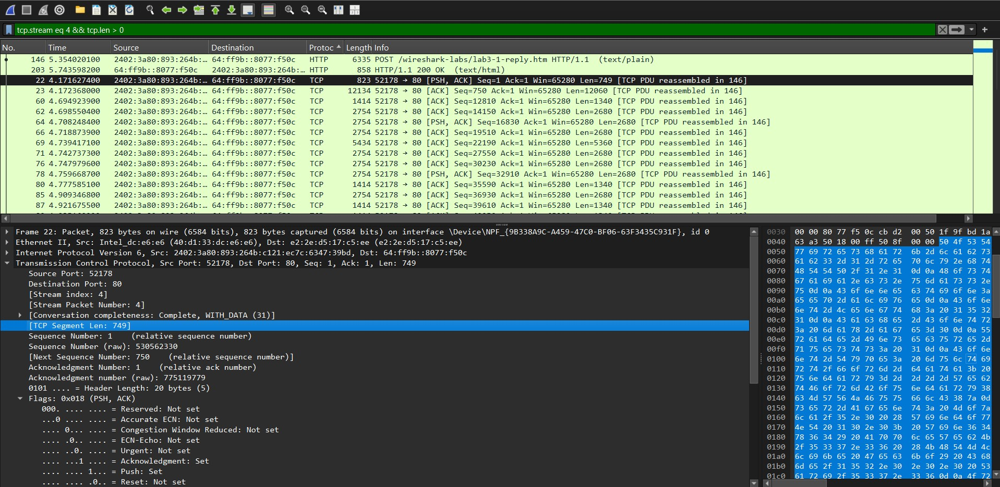 tcp.stream eq 4 && tcp.len > 0
No. Time Source Destination Protoc Length Info
146 5.354020100 2402:3a80:893:264b:… 64:ff9b::8077:f50c HTTP 6335 POST /wireshark-labs/lab3-1-reply.htm HTTP/1.1 (text/plain)
203 5.743598200 64:ff9b::8077:f50c 2402:3a80:893:264b:… HTTP 858 HTTP/1.1 200 OK (text/html)
22 4.171627400 2402:3a80:893:264b:… 64:ff9b::8077:f50c TCP 823 52178 → 80 [PSH, ACK] Seq=1 Ack=1 Win=65280 Len=749 [TCP PDU reassembled in 146]
23 4.172368000 2402:3a80:893:264b:… 64:ff9b::8077:f50c TCP 12134 52178 → 80 [ACK] Seq=750 Ack=1 Win=65280 Len=12060 [TCP PDU reassembled in 146]
60 4.694923900 2402:3a80:893:264b:… 64:ff9b::8077:f50c TCP 1414 52178 → 80 [ACK] Seq=12810 Ack=1 Win=65280 Len=1340 [TCP PDU reassembled in 146]
62 4.698550400 2402:3a80:893:264b:… 64:ff9b::8077:f50c TCP 2754 52178 → 80 [ACK] Seq=14150 Ack=1 Win=65280 Len=2680 [TCP PDU reassembled in 146]
64 4.708248400 2402:3a80:893:264b:… 64:ff9b::8077:f50c TCP 2754 52178 → 80 [PSH, ACK] Seq=16830 Ack=1 Win=65280 Len=2680 [TCP PDU reassembled in 146]
66 4.718873900 2402:3a80:893:264b:… 64:ff9b::8077:f50c TCP 2754 52178 → 80 [ACK] Seq=19510 Ack=1 Win=65280 Len=2680 [TCP PDU reassembled in 146]
69 4.739417100 2402:3a80:893:264b:… 64:ff9b::8077:f50c TCP 5434 52178 → 80 [ACK] Seq=22190 Ack=1 Win=65280 Len=5360 [TCP PDU reassembled in 146]
71 4.742737300 2402:3a80:893:264b:… 64:ff9b::8077:f50c TCP 2754 52178 → 80 [ACK] Seq=27550 Ack=1 Win=65280 Len=2680 [TCP PDU reassembled in 146]
76 4.747979600 2402:3a80:893:264b:… 64:ff9b::8077:f50c TCP 2754 52178 → 80 [ACK] Seq=30230 Ack=1 Win=65280 Len=2680 [TCP PDU reassembled in 146]
78 4.759668700 2402:3a80:893:264b:… 64:ff9b::8077:f50c TCP 2754 52178 → 80 [PSH, ACK] Seq=32910 Ack=1 Win=65280 Len=2680 [TCP PDU reassembled in 146]
80 4.777585100 2402:3a80:893:264b:… 64:ff9b::8077:f50c TCP 1414 52178 → 80 [ACK] Seq=35590 Ack=1 Win=65280 Len=1340 [TCP PDU reassembled in 146]
85 4.909346800 2402:3a80:893:264b:… 64:ff9b::8077:f50c TCP 2754 52178 → 80 [ACK] Seq=36930 Ack=1 Win=65280 Len=2680 [TCP PDU reassembled in 146]
87 4.921675500 2402:3a80:893:264b:… 64:ff9b::8077:f50c TCP 1414 52178 → 80 [ACK] Seq=39610 Ack=1 Win=65280 Len=1340 [TCP PDU reassembled in 146]
Frame 22: Packet, 823 bytes on wire (6584 bits), 823 bytes captured (6584 bits) on interface \Device\NPF_{9B338A9C-A459-47C0-BF06-63F3435C931F}, id 0
Ethernet II, Src: Intel_dc:e6:e6 (40:d1:33:dc:e6:e6), Dst: e2:2e:d5:17:c5:ee (e2:2e:d5:17:c5:ee)
Internet Protocol Version 6, Src: 2402:3a80:893:264b:c121:ec7c:6347:39bd, Dst: 64:ff9b::8077:f50c
Transmission Control Protocol, Src Port: 52178, Dst Port: 80, Seq: 1, Ack: 1, Len: 749
Source Port: 52178
Destination Port: 80
[Stream index: 4]
[Stream Packet Number: 4]
[Conversation completeness: Complete, WITH_DATA (31)]
[TCP Segment Len: 749]
Sequence Number: 1 (relative sequence number)
Sequence Number (raw): 530562330
[Next Sequence Number: 750 (relative sequence number)]
Acknowledgment Number: 1 (relative ack number)
Acknowledgment number (raw): 775119779
0101 .... = Header Length: 20 bytes (5)
Flags: 0x018 (PSH, ACK)
000. .... .... = Reserved: Not set
...0 .... .... = Accurate ECN: Not set
.... 0... .... = Congestion Window Reduced: Not set
.... .0.. .... = ECN-Echo: Not set
.... ..0. .... = Urgent: Not set
.... ...1 .... = Acknowledgment: Set
.... .... 1... = Push: Set
.... .... .0.. = Reset: Not set
0030 00 00 80 77 f5 0c cb d2 00 50 1f 9f bd 1a
0040 63 a3 50 18 00 ff 50 8f 00 00 50 4f 53 54
0050 77 69 72 65 73 68 61 72 6b 2d 6c 61 62 73
0060 61 62 33 2d 31 2d 72 65 70 6c 79 2e 68 74
0070 48 54 54 50 2f 31 2e 31 0d 0a 48 6f 73 74
0080 67 61 69 61 2e 63 73 2e 75 6d 61 73 73 2e
0090 75 0d 0a 43 6f 6e 6e 65 63 74 69 6f 6e 3a
00a0 65 65 70 2d 61 6c 69 76 65 0d 0a 43 6f 6e
00b0 6e 74 2d 4c 65 6e 67 74 68 3a 20 31 35 32
00c0 31 0d 0a 43 61 63 68 65 2d 43 6f 6e 74 72
00d0 3a 20 6d 61 78 2d 61 67 65 3d 30 0d 0a 55
00e0 72 61 64 65 2d 49 6e 73 65 63 75 72 65 2d
00f0 71 75 65 73 74 73 3a 20 31 0d 0a 43 6f 6e
0100 6e 74 2d 54 79 70 65 3a 20 6d 75 6c 74 69
0110 72 74 2f 66 6f 72 6d 2d 64 61 74 61 3b 20
0120 75 6e 64 61 72 79 3d 2d 2d 2d 2d 57 65 62
0130 74 46 6f 72 6d 42 6f 75 6e 64 61 72 79 38
0140 63 4d 57 56 4a 46 75 75 66 6c 43 38 7a 0d
0150 73 65 72 2d 41 67 65 6e 74 3a 20 4d 6f 7a
0160 6c 61 2f 35 2e 30 20 28 57 69 6e 64 6f 77
0170 4e 54 20 31 30 2e 30 3b 20 57 69 6e 36 34
0180 78 36 34 29 20 41 70 70 6c 65 57 65 62 4b
0190 2f 35 33 37 2e 33 36 20 28 4b 48 54 4d 4c
01a0 6c 69 6b 65 20 47 65 63 6b 6f 29 20 43 68
01b0 6d 65 2f 31 35 32 2e 30 2e 30 2e 30 20 53
01c0 61 72 69 2f 35 33 37 2e 33 36 0d 0a 4f 72